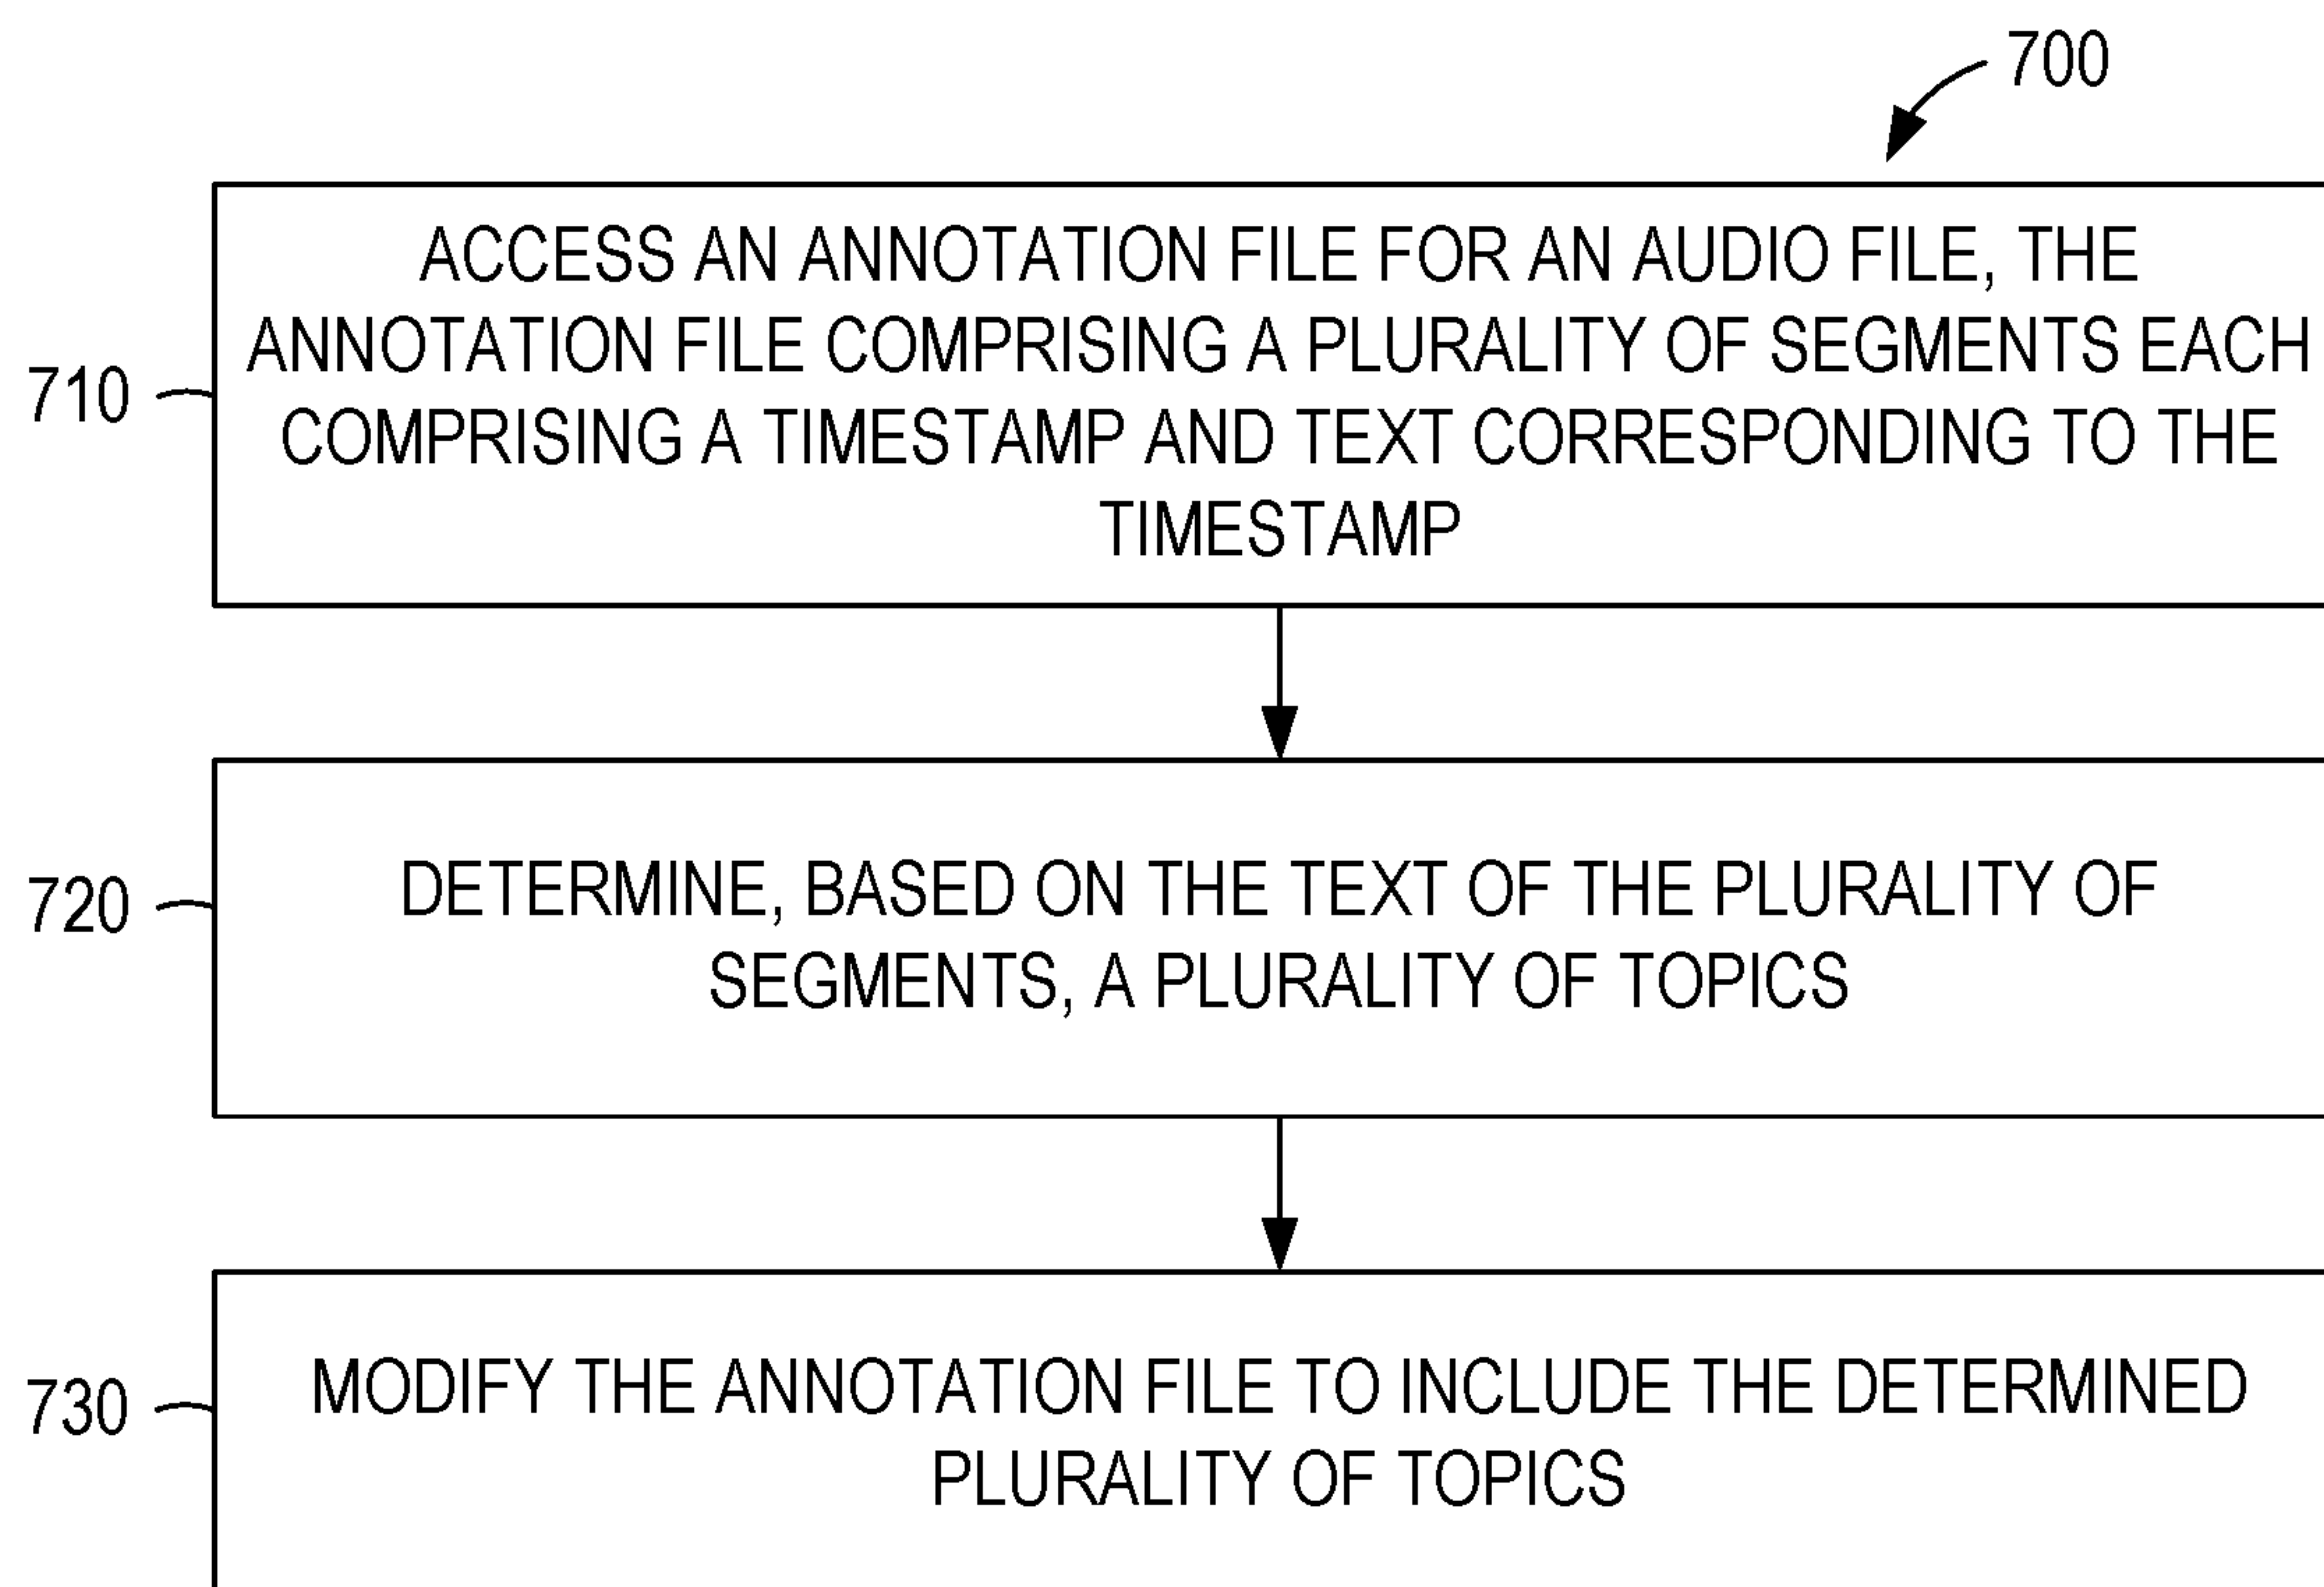 700
ACCESS AN ANNOTATION FILE FOR AN AUDIO FILE, THE
ANNOTATION FILE COMPRISING A PLURALITY OF SEGMENTS EACH
710
COMPRISING A TIMESTAMP AND TEXT CORRESPONDING TO THE
TIMESTAMP
720
DETERMINE, BASED ON THE TEXT OF THE PLURALITY OF
SEGMENTS, A PLURALITY OF TOPICS
730
MODIFY THE ANNOTATION FILE TO INCLUDE THE DETERMINED
PLURALITY OF TOPICS